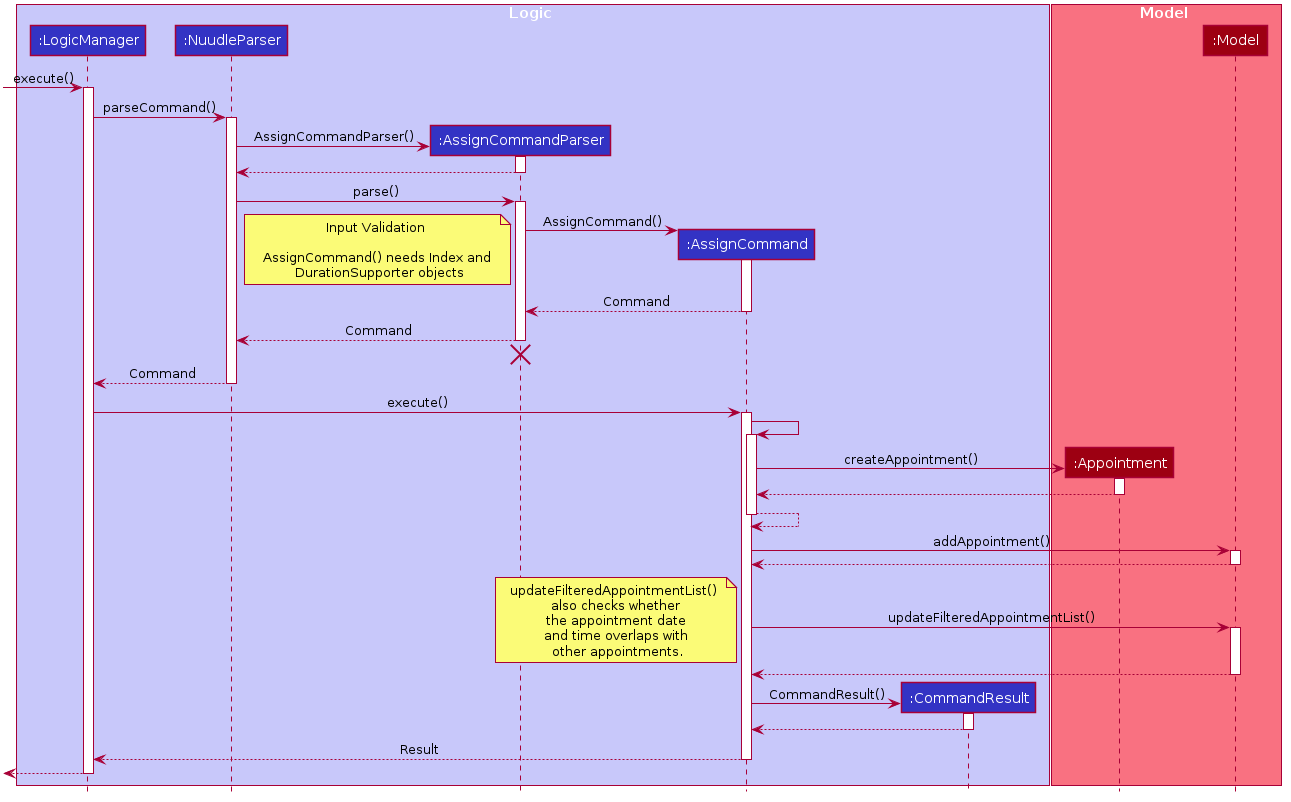 Logic
Model
:LogicManager
:NuudleParser
:Model
execute()
parseCommand()
AssignCommandParser()
:AssignCommandParser
parse()
AssignCommand()
Input Validation
AssignCommand() needs Index and
DurationSupporter objects
:AssignCommand
Command
Command
Command
execute()
createAppointment()
:Appointment
addAppointment()
updateFilteredAppointmentList()
also checks whether
the appointment date
and time overlaps with
other appointments.
updateFilteredAppointmentList()
CommandResult()
:CommandResult
Result